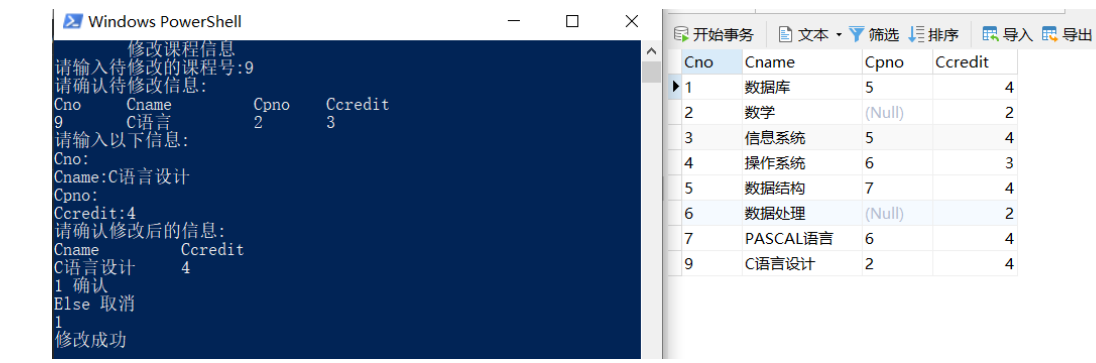 Windows PowerShell
修改课程信息
请输入待修改的课程号:9
请确认待修改信息:
Cno Cname Cpno Ccredit
9 C语言 2 3
请输入以下信息:
Cno:
Cname:C语言设计
Cpno:
Ccredit:4
请确认修改后的信息:
Cname Ccredit
C语言设计 4
1 确认
Else 取消
1
修改成功
开始事务 文本 筛选 排序 导入 导出
Cno Cname Cpno Ccredit
1 数据库 5 4
2 数学 (Null) 2
3 信息系统 5 4
4 操作系统 6 3
5 数据结构 7 4
6 数据处理 (Null) 2
7 PASCAL语言 6 4
9 C语言设计 2 4